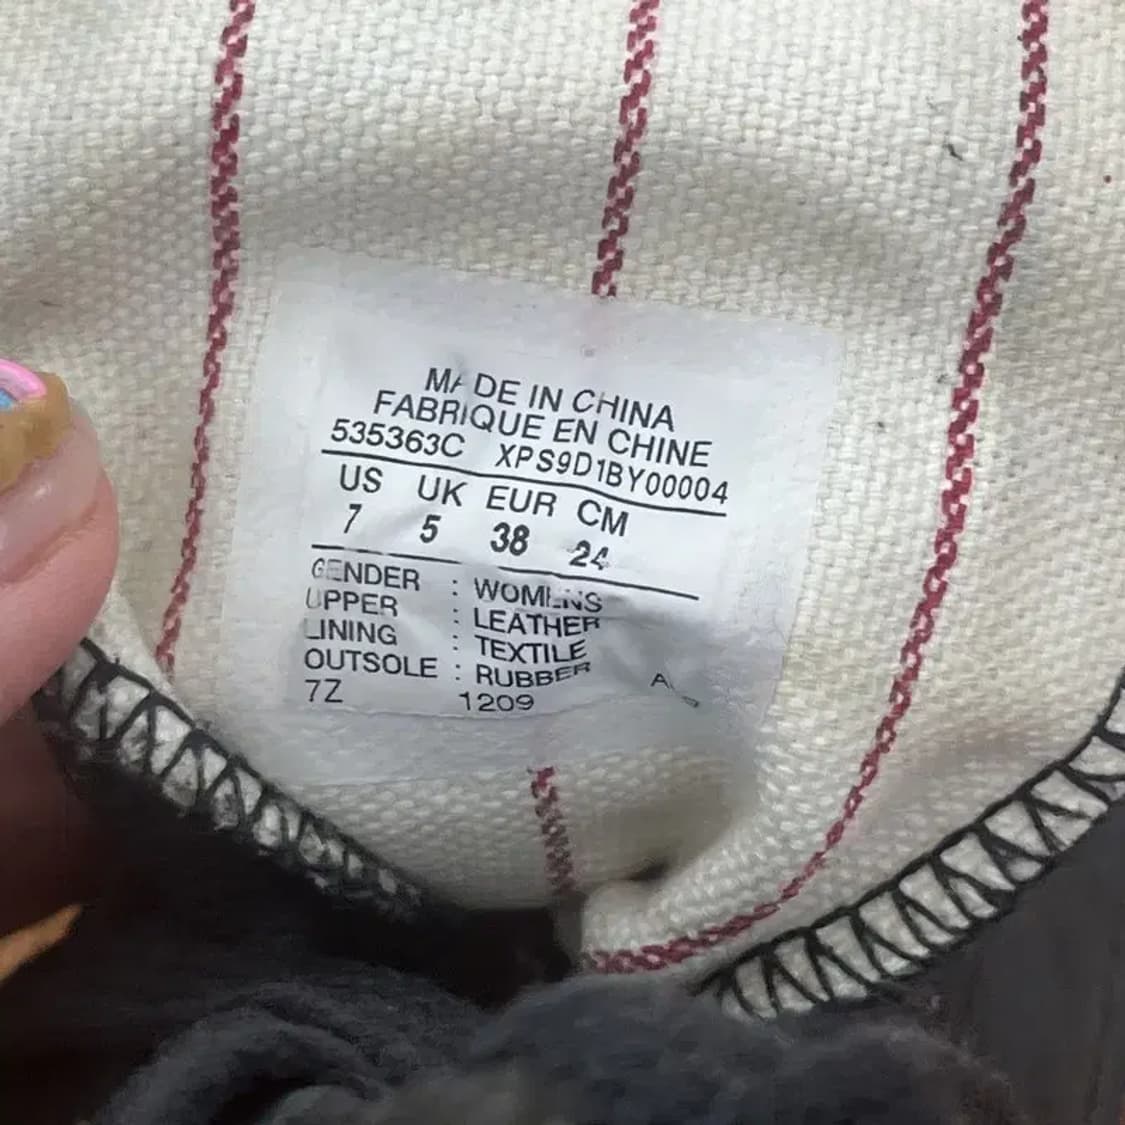 MADE IN CHINA
FABRIQUE EN CHINE
535363C XPS9D1BY00004
US UK EUR CM
7 5 38 24
GENDER : WOMENS
UPPER : LEATHER
LINING : TEXTILE
OUTSOLE : RUBBER
7Z 1209